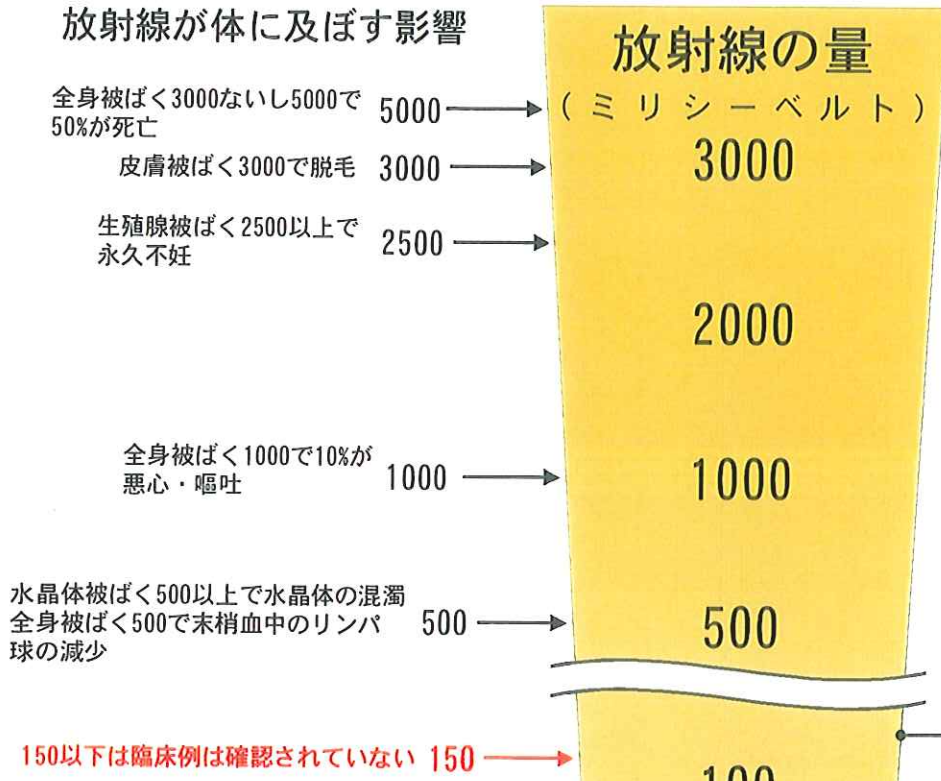 放射線が体に及ぼす影響
放射線の量
(ミリシーベルト)
全身被ばく3000ないし5000で
50%が死亡
5000
皮膚被ばく3000で脱毛
3000
3000
生殖腺被ばく2500以上で
永久不妊
2500
2000
全身被ばく1000で10%が
悪心・嘔吐
1000
1000
水晶体被ばく500以上で水晶体の混濁
全身被ばく500で末梢血中のリンパ
球の減少
500
500
150以下は臨床例は確認されていない
150
100